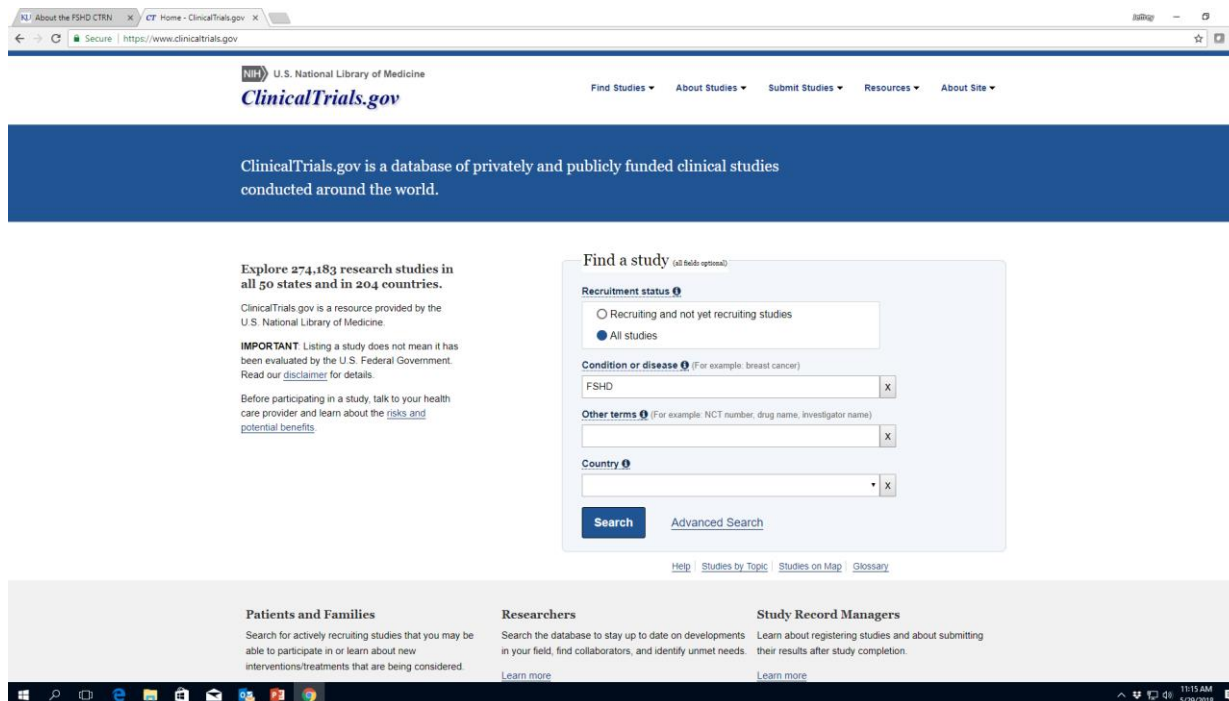 KU About the FSHD CTRN x
CT Home - ClinicalTrials.gov x
Secure | https://www.clinicaltrials.gov
NIH U.S. National Library of Medicine
ClinicalTrials.gov
Find Studies About Studies Submit Studies Resources About Site
ClinicalTrials.gov is a database of privately and publicly funded clinical studies
conducted around the world.
Explore 274,183 research studies in
all 50 states and in 204 countries.
ClinicalTrials.gov is a resource provided by the
U.S. National Library of Medicine.
IMPORTANT: Listing a study does not mean it has
been evaluated by the U.S. Federal Government.
Read our disclaimer for details.
Before participating in a study, talk to your health
care provider and learn about the risks and
potential benefits.
Find a study (all fields optional)
Recruitment status
Recruiting and not yet recruiting studies
All studies
Condition or disease (For example: breast cancer)
FSHD X
Other terms (For example: NCT number, drug name, investigator name)
X
Country
X
Search Advanced Search
Help Studies by Topic Studies on Map Glossary
Patients and Families
Search for actively recruiting studies that you may be
able to participate in or learn about new
interventions/treatments that are being considered.
Researchers
Search the database to stay up to date on developments
in your field, find collaborators, and identify unmet needs.
Learn more
Study Record Managers
Learn about registering studies and about submitting
their results after study completion.
Learn more
11:15 AM
5/29/2018